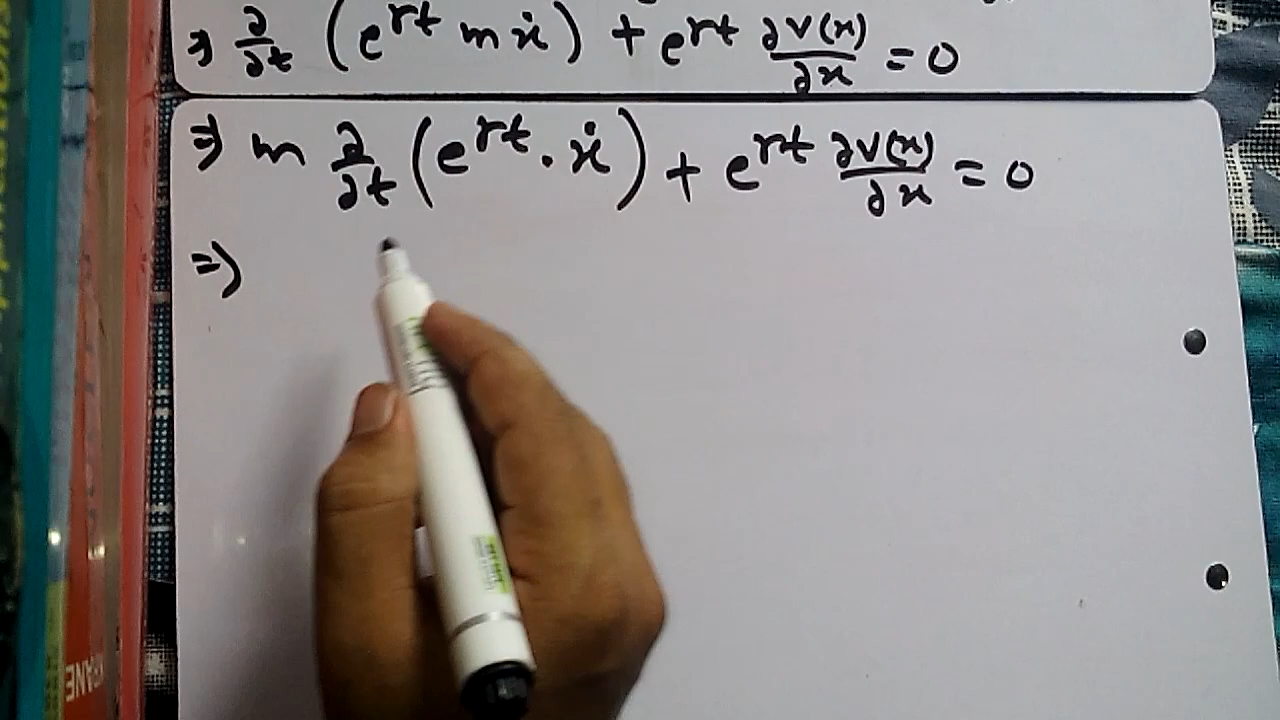 ⇒ ∂/∂t (e^{rt} m ẋ) + e^{rt} ∂V(x)/∂x = 0
⇒ m ∂/∂t (e^{rt} · ẋ) + e^{rt} ∂V(x)/∂x = 0
⇒